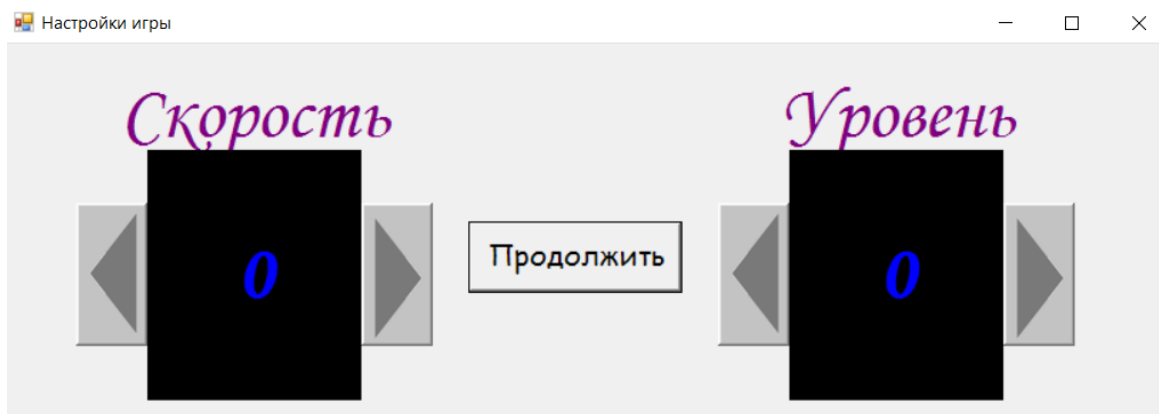 Настройки игры
Скорость
Уровень
0
Продолжить
0